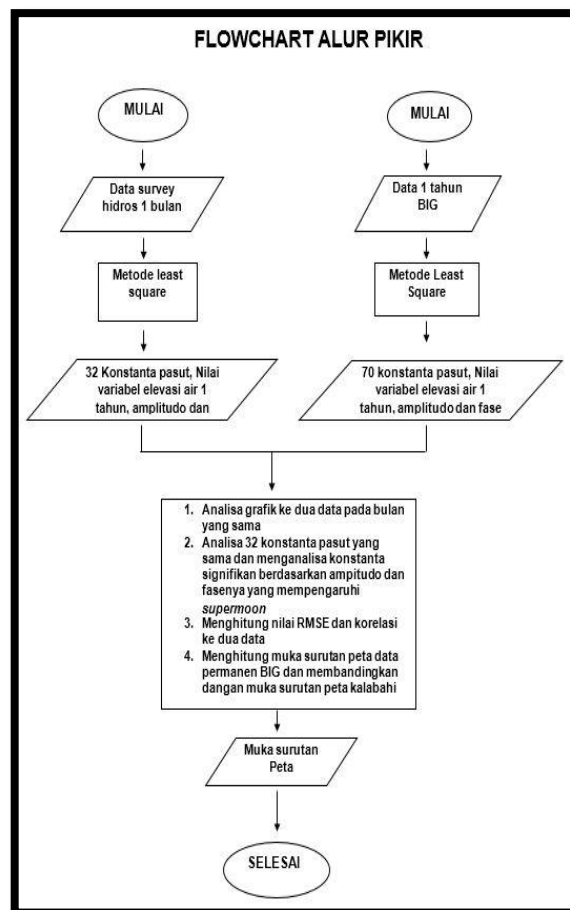 FLOWCHART ALUR PIKIR
MULAI
Data survey
hidros 1 bulan
Metode least
square
32 Konstanta pasut, Nilai
variabel elevasi air 1
tahun, amplitudo dan
MULAI
Data 1 tahun
BIG
Metode Least
Square
70 konstanta pasut, Nilai
variabel elevasi air 1
tahun, amplitudo dan fase
1. Analisa grafik ke dua data pada bulan
yang sama
2. Analisa 32 konstanta pasut yang
sama dan menganalisa konstanta
signifikan berdasarkan ampitudo dan
fasenya yang mempengaruhi
supermoon
3. Menghitung nilai RMSE dan korelasi
ke dua data
4. Menghitung muka surutan peta data
permanen BIG dan membandingkan
dangan muka surutan peta kalabahi
Muka surutan
Peta
SELESAI